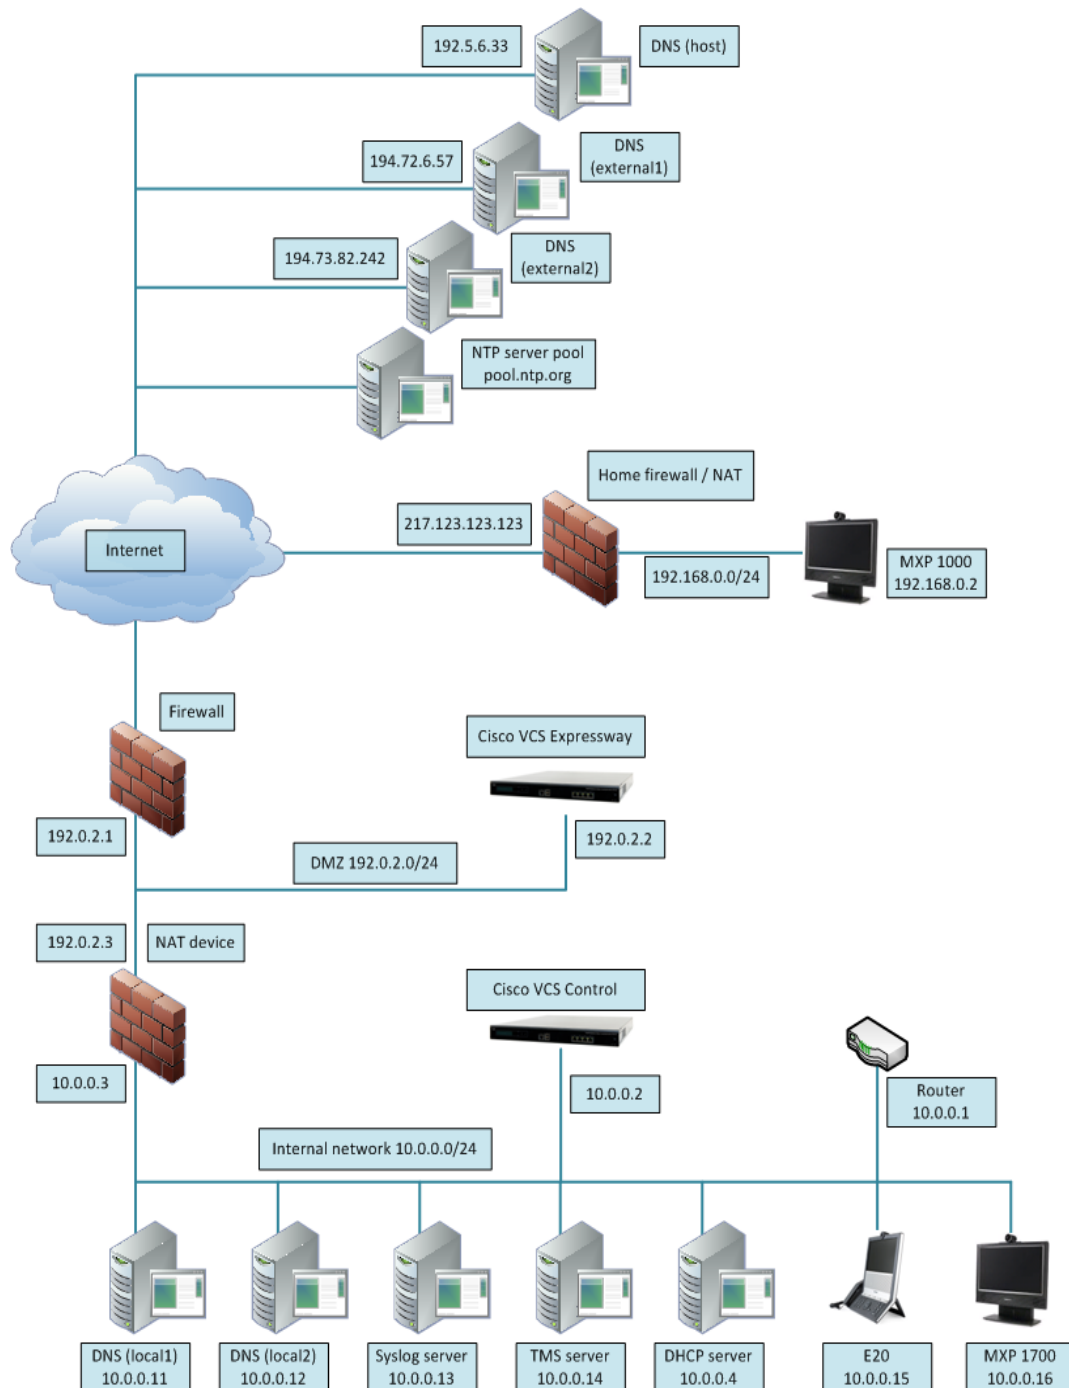 192.5.6.33
DNS (host)
194.72.6.57
DNS
(external1)
194.73.82.242
DNS
(external2)
NTP server pool
pool.ntp.org
Home firewall / NAT
217.123.123.123
Internet
192.168.0.0/24
MXP 1000
192.168.0.2
Firewall
Cisco VCS Expressway
192.0.2.1
192.0.2.2
DMZ 192.0.2.0/24
192.0.2.3
NAT device
Cisco VCS Control
10.0.0.3
10.0.0.2
Router
10.0.0.1
Internal network 10.0.0.0/24
DNS (local1)
10.0.0.11
DNS (local2)
10.0.0.12
Syslog server
10.0.0.13
TMS server
10.0.0.14
DHCP server
10.0.0.4
E20
10.0.0.15
MXP 1700
10.0.0.16